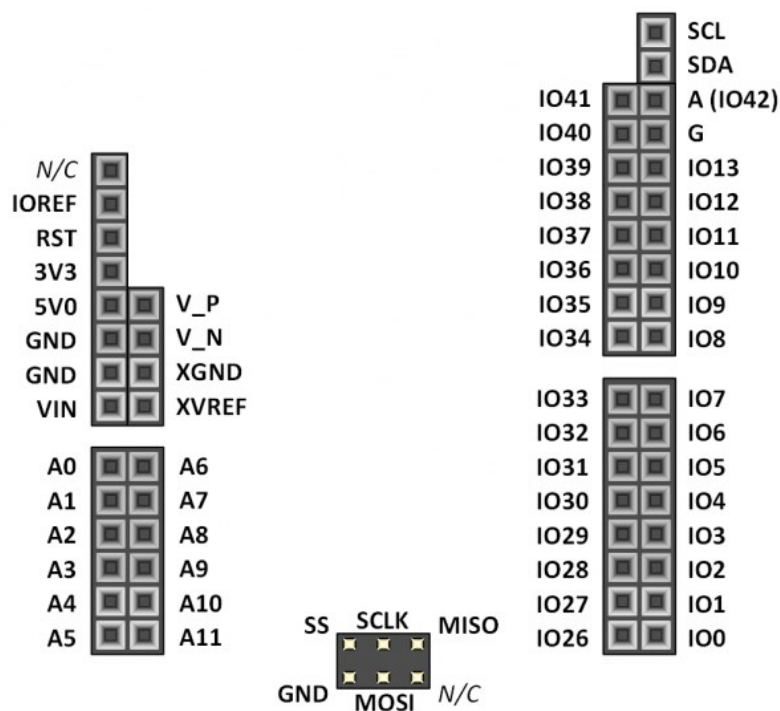 SCL
SDA
IO41 A (IO42)
IO40 G
IO39 IO13
IO38 IO12
IO37 IO11
IO36 IO10
IO35 IO9
IO34 IO8
IO33 IO7
IO32 IO6
IO31 IO5
IO30 IO4
IO29 IO3
IO28 IO2
IO27 IO1
IO26 IO0
N/C
IOREF
RST
3V3
5V0 V_P
GND V_N
GND XGND
VIN XVREF
A0 A6
A1 A7
A2 A8
A3 A9
A4 A10
A5 A11
SS SCLK MISO
GND MOSI N/C